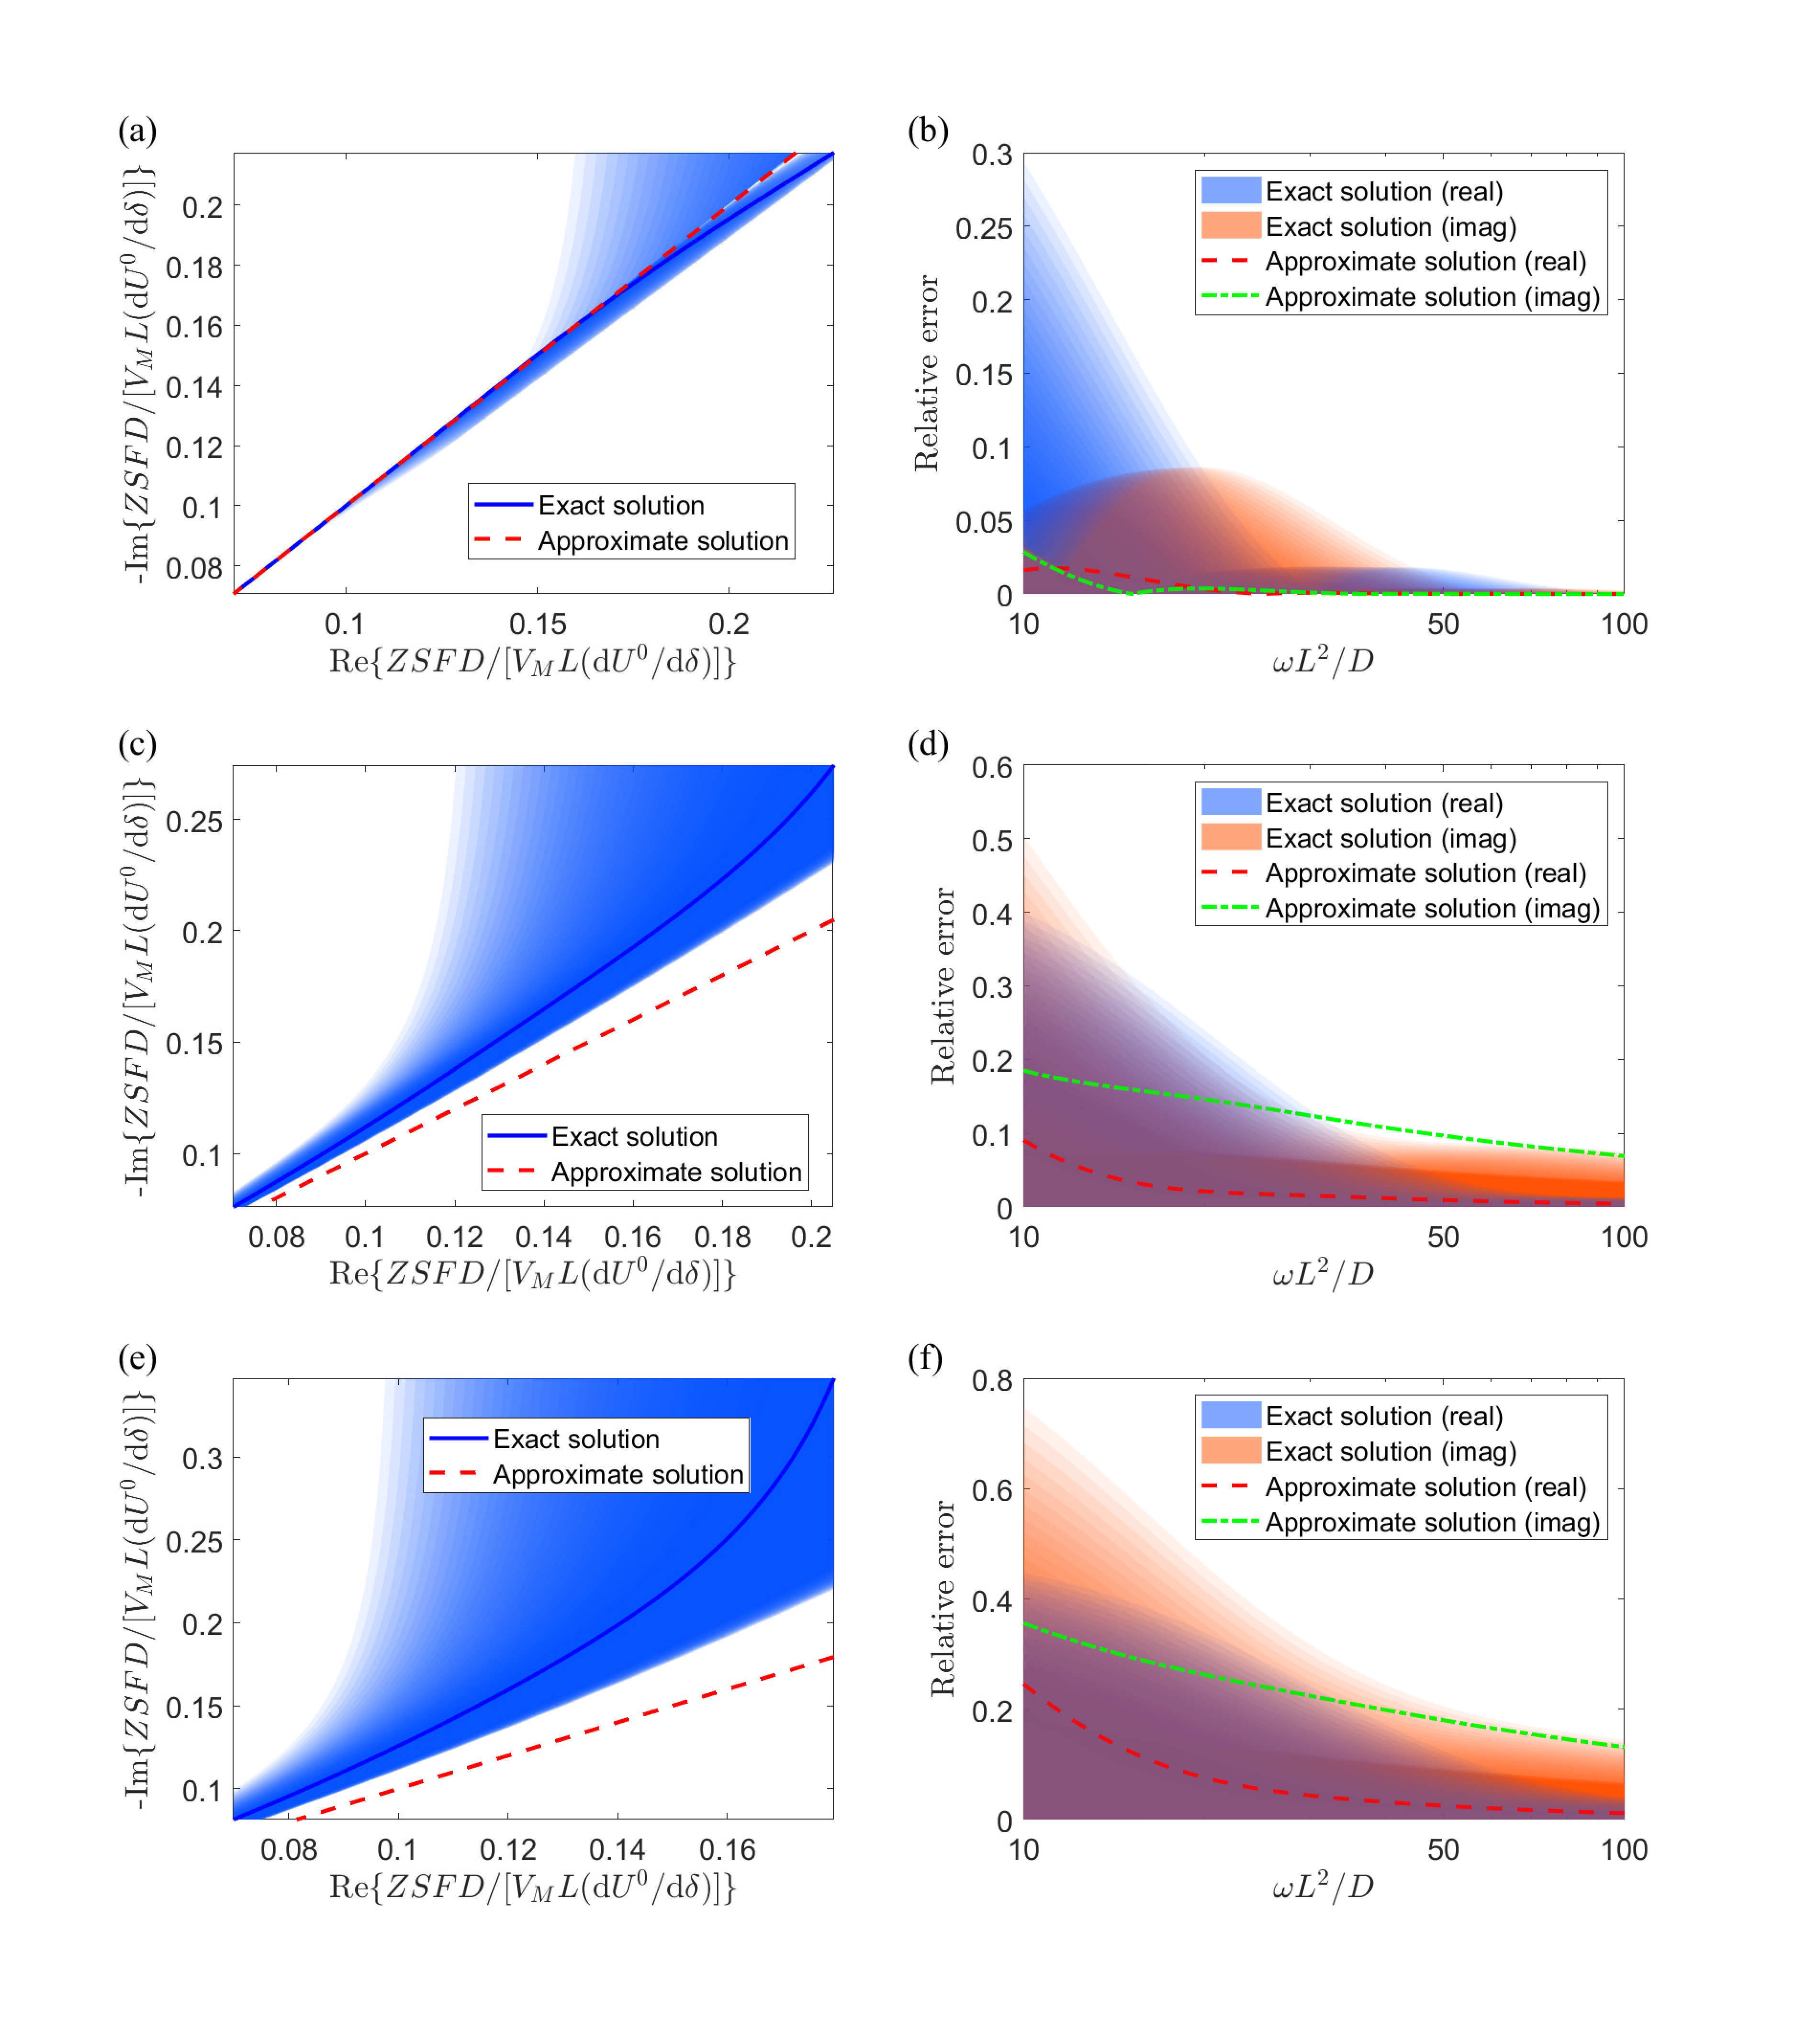 (a)
-Im{ZSFD/[V_M L(dU^0/dδ)]}
0.2
0.18
0.16
0.14
0.12
0.1
0.08
Exact solution
Approximate solution
0.1 0.15 0.2
Re{ZSFD/[V_M L(dU^0/dδ)]}
(b)
Relative error
0.3
0.25
0.2
0.15
0.1
0.05
0
Exact solution (real)
Exact solution (imag)
Approximate solution (real)
Approximate solution (imag)
10 50 100
ωL^2/D
(c)
-Im{ZSFD/[V_M L(dU^0/dδ)]}
0.25
0.2
0.15
0.1
Exact solution
Approximate solution
0.08 0.1 0.12 0.14 0.16 0.18 0.2
Re{ZSFD/[V_M L(dU^0/dδ)]}
(d)
Relative error
0.6
0.5
0.4
0.3
0.2
0.1
0
Exact solution (real)
Exact solution (imag)
Approximate solution (real)
Approximate solution (imag)
10 50 100
ωL^2/D
(e)
-Im{ZSFD/[V_M L(dU^0/dδ)]}
0.3
0.25
0.2
0.15
0.1
Exact solution
Approximate solution
0.08 0.1 0.12 0.14 0.16
Re{ZSFD/[V_M L(dU^0/dδ)]}
(f)
Relative error
0.8
0.6
0.4
0.2
0
Exact solution (real)
Exact solution (imag)
Approximate solution (real)
Approximate solution (imag)
10 50 100
ωL^2/D